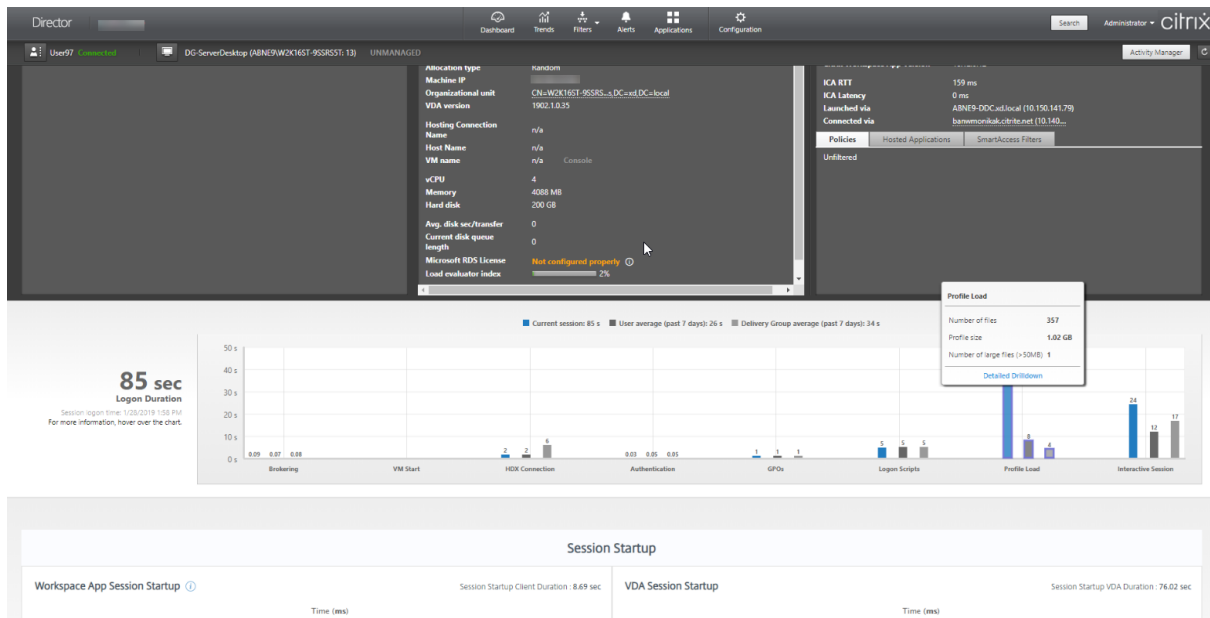 Director
Dashboard
Trends
Filters
Alerts
Applications
Configuration
Search
Administrator
citrix
User97 Connected
DG-ServerDesktop (ABNE9\W2K16ST-9SSRS5T: 13) UNMANAGED
Activity Manager
Allocation type Random
Machine IP
Organizational unit CN=W2K16ST-9SSRS...s,DC=xd,DC=local
VDA version 1902.1.0.35
Hosting Connection
Name n/a
Host Name n/a
VM name n/a Console
vCPU 4
Memory 4088 MB
Hard disk 200 GB
Avg. disk sec/transfer 0
Current disk queue
length 0
Microsoft RDS License Not configured properly
Load evaluator index 2%
ICA RTT 159 ms
ICA Latency 0 ms
Launched via ABNE9-DDC.xd.local (10.150.141.79)
Connected via banwmonikak.citrite.net (10.140....
Policies Hosted Applications SmartAccess Filters
Unfiltered
Profile Load
Number of files 357
Profile size 1.02 GB
Number of large files (>50MB) 1
Detailed Drilldown
Current session: 85 s User average (past 7 days): 26 s Delivery Group average (past 7 days): 34 s
85 sec
Logon Duration
Session logon time: 1/28/2019 1:58 PM
For more information, hover over the chart.
50 s
40 s
30 s
20 s
10 s
0 s
0.09 0.07 0.08
2 2 6
0.03 0.05 0.05
1 1 1
5 5 5
8 4
24 12 17
Brokering VM Start HDX Connection Authentication GPOs Logon Scripts Profile Load Interactive Session
Session Startup
Workspace App Session Startup
Session Startup Client Duration : 8.69 sec
Time (ms)
VDA Session Startup
Session Startup VDA Duration : 76.02 sec
Time (ms)